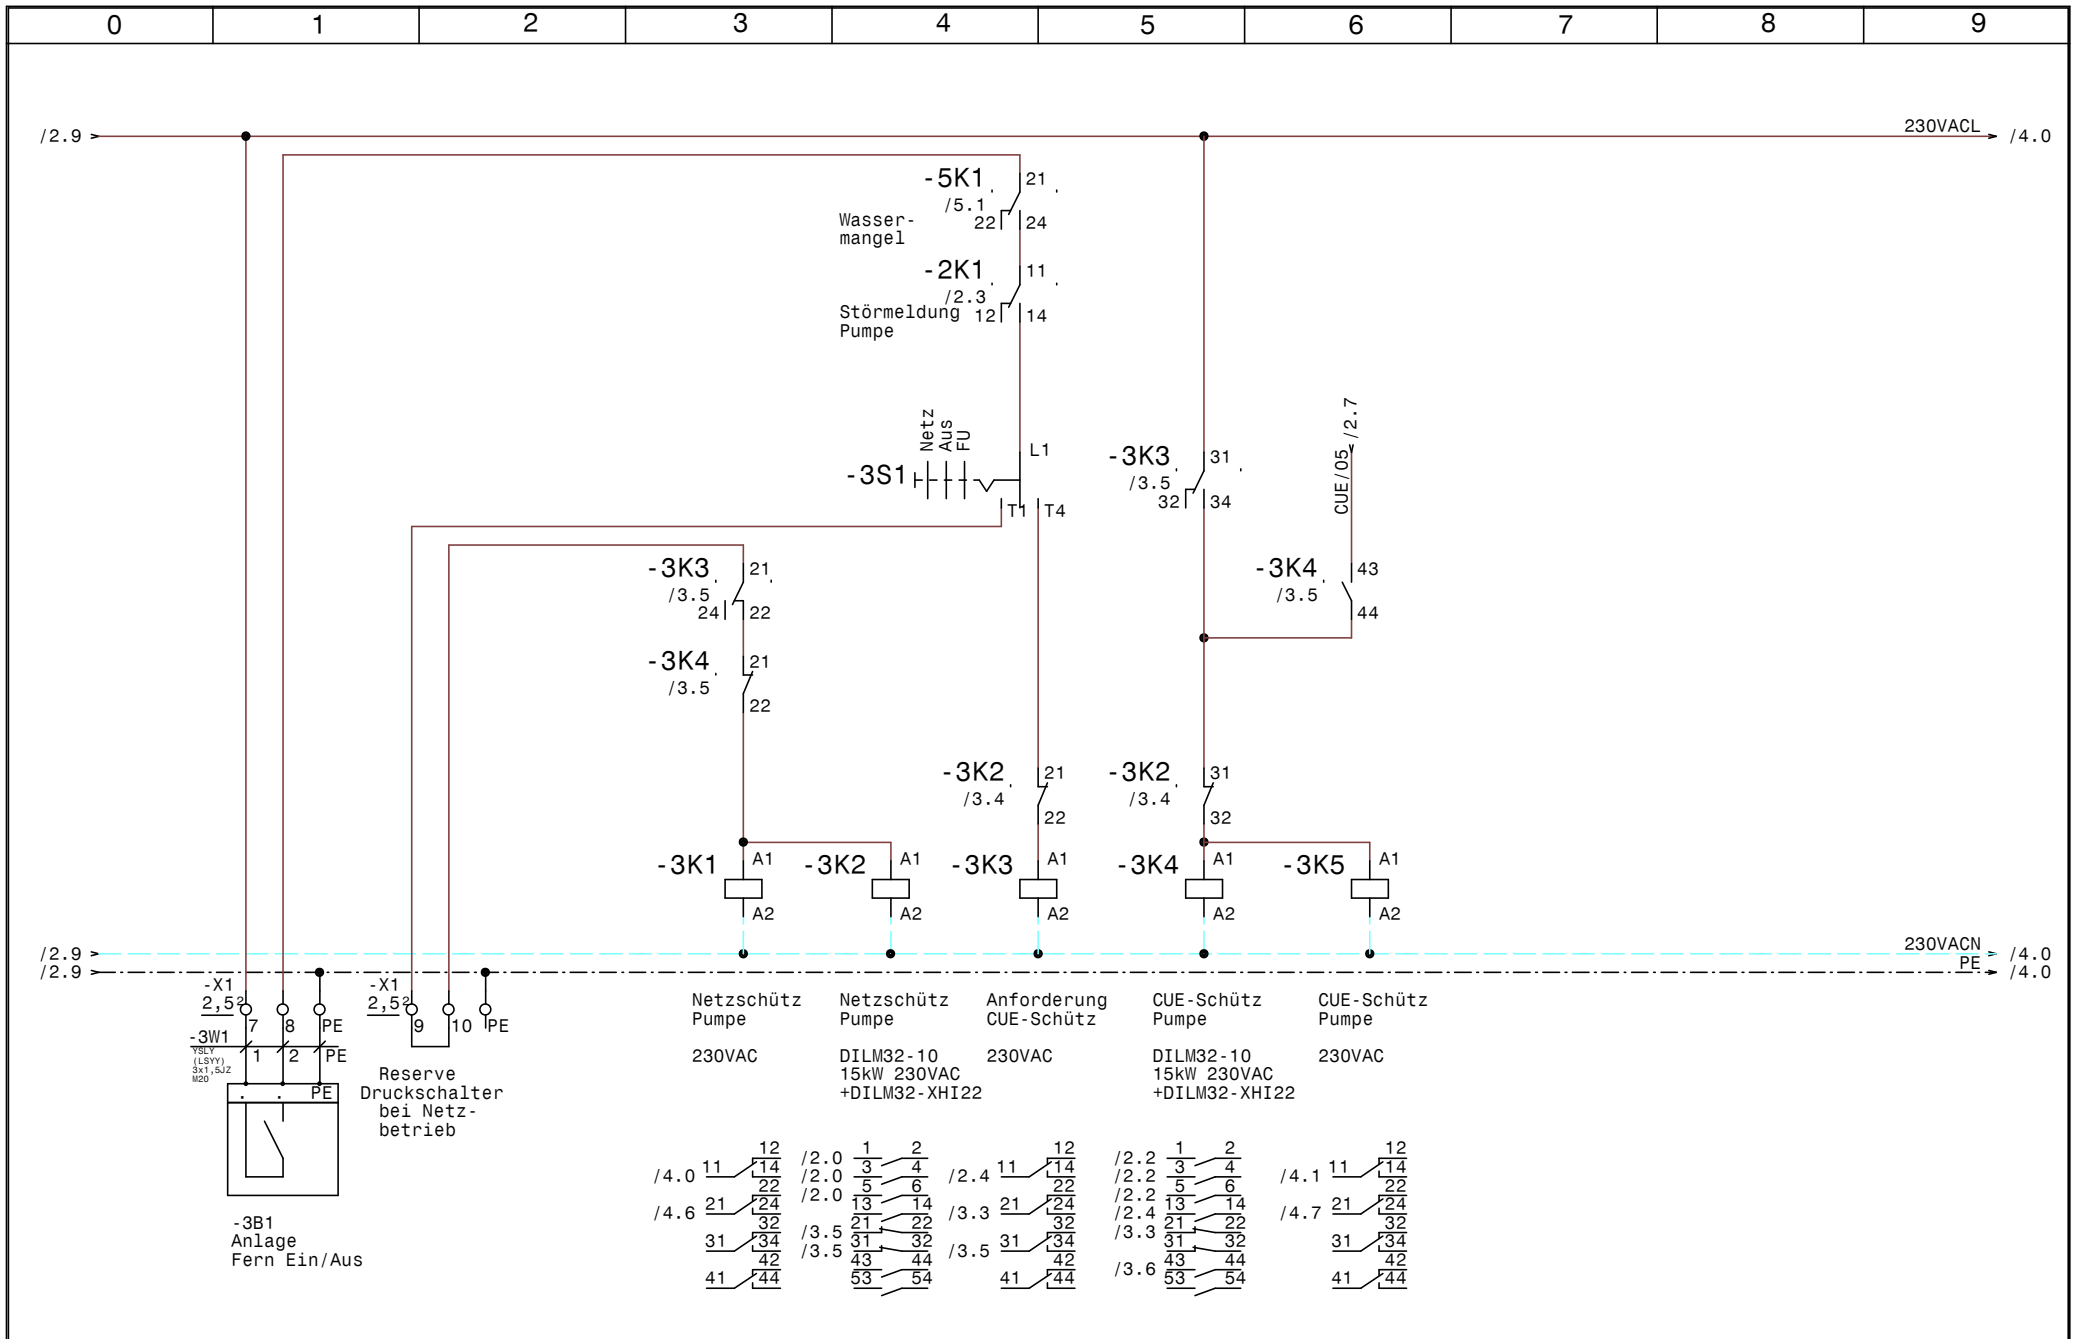 0 1 2 3 4 5 6 7 8 9
/2.9 230VACL /4.0
-5K1 21
/5.1
22 24
Wasser-
mangel
-2K1 11
/2.3
12 14
Störmeldung
Pumpe
Netz
Aus
FU
-3S1 L1
T1 T4
-3K3 31
/3.5
32 34
CUE/05 /2.7
-3K3 21
/3.5
24 22
-3K4 43
/3.5
44
-3K4 21
/3.5
22
-3K2 21
/3.4
22
-3K2 31
/3.4
32
-3K1 A1 -3K2 A1 -3K3 A1 -3K4 A1 -3K5 A1
A2 A2 A2 A2 A2
/2.9 230VACN /4.0
/2.9 PE /4.0
-X1
2,5²
7 8 PE
-X1
2,5²
9 10 PE
-3W1
YSLY
(LSYY)
3x1,5JZ
M20
1 2 PE
PE
Reserve
Druckschalter
bei Netz-
betrieb
-3B1
Anlage
Fern Ein/Aus
Netzschütz
Pumpe
230VAC
Netzschütz
Pumpe
DILM32-10
15kW 230VAC
+DILM32-XHI22
Anforderung
CUE-Schütz
230VAC
CUE-Schütz
Pumpe
DILM32-10
15kW 230VAC
+DILM32-XHI22
CUE-Schütz
Pumpe
230VAC
12
/4.0 11 14
22
/4.6 21 24
32
31 34
42
41 44
/2.0 1 2
/2.0 3 4
/2.0 5 6
13 14
/3.5 21 22
/3.5 31 32
43 44
53 54
12
/2.4 11 14
22
/3.3 21 24
32
/3.5 31 34
42
41 44
/2.2 1 2
/2.2 3 4
/2.2 5 6
/2.4 13 14
/3.3 21 22
31 32
/3.6 43 44
53 54
12
/4.1 11 14
22
/4.7 21 24
32
31 34
42
41 44